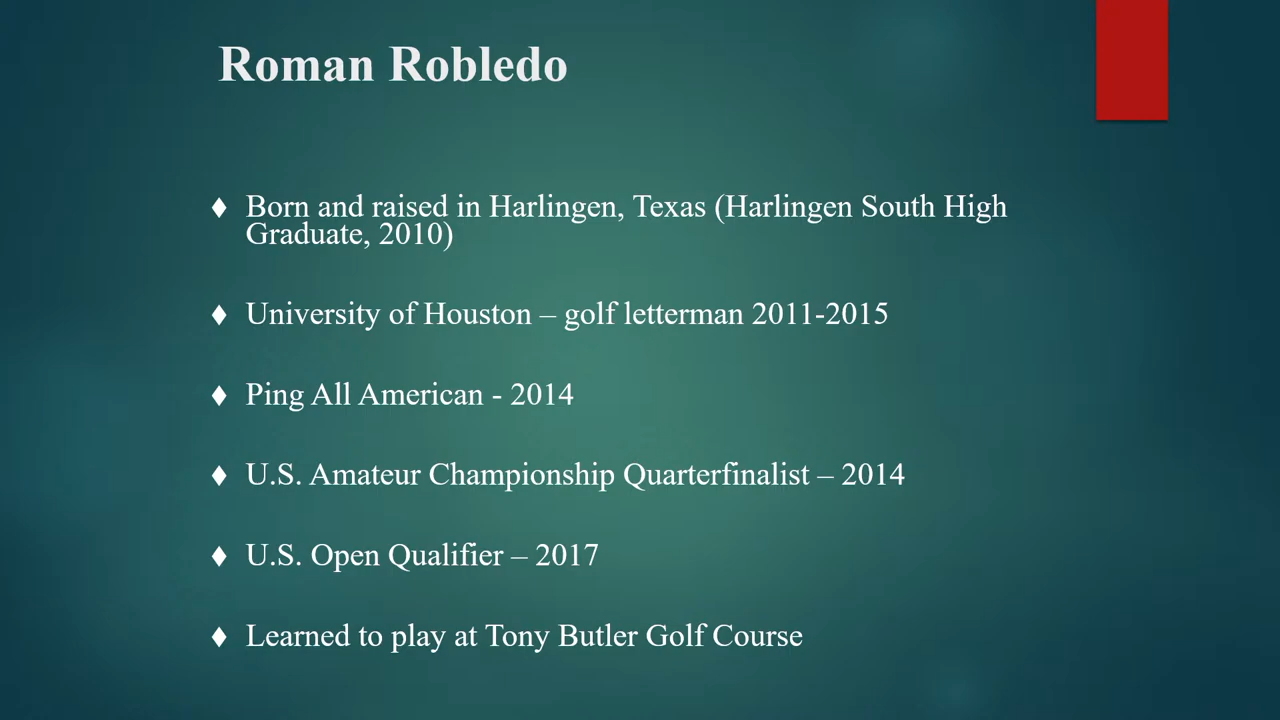 Roman Robledo
♦ Born and raised in Harlingen, Texas (Harlingen South High
Graduate, 2010)
♦ University of Houston – golf letterman 2011-2015
♦ Ping All American - 2014
♦ U.S. Amateur Championship Quarterfinalist – 2014
♦ U.S. Open Qualifier – 2017
♦ Learned to play at Tony Butler Golf Course